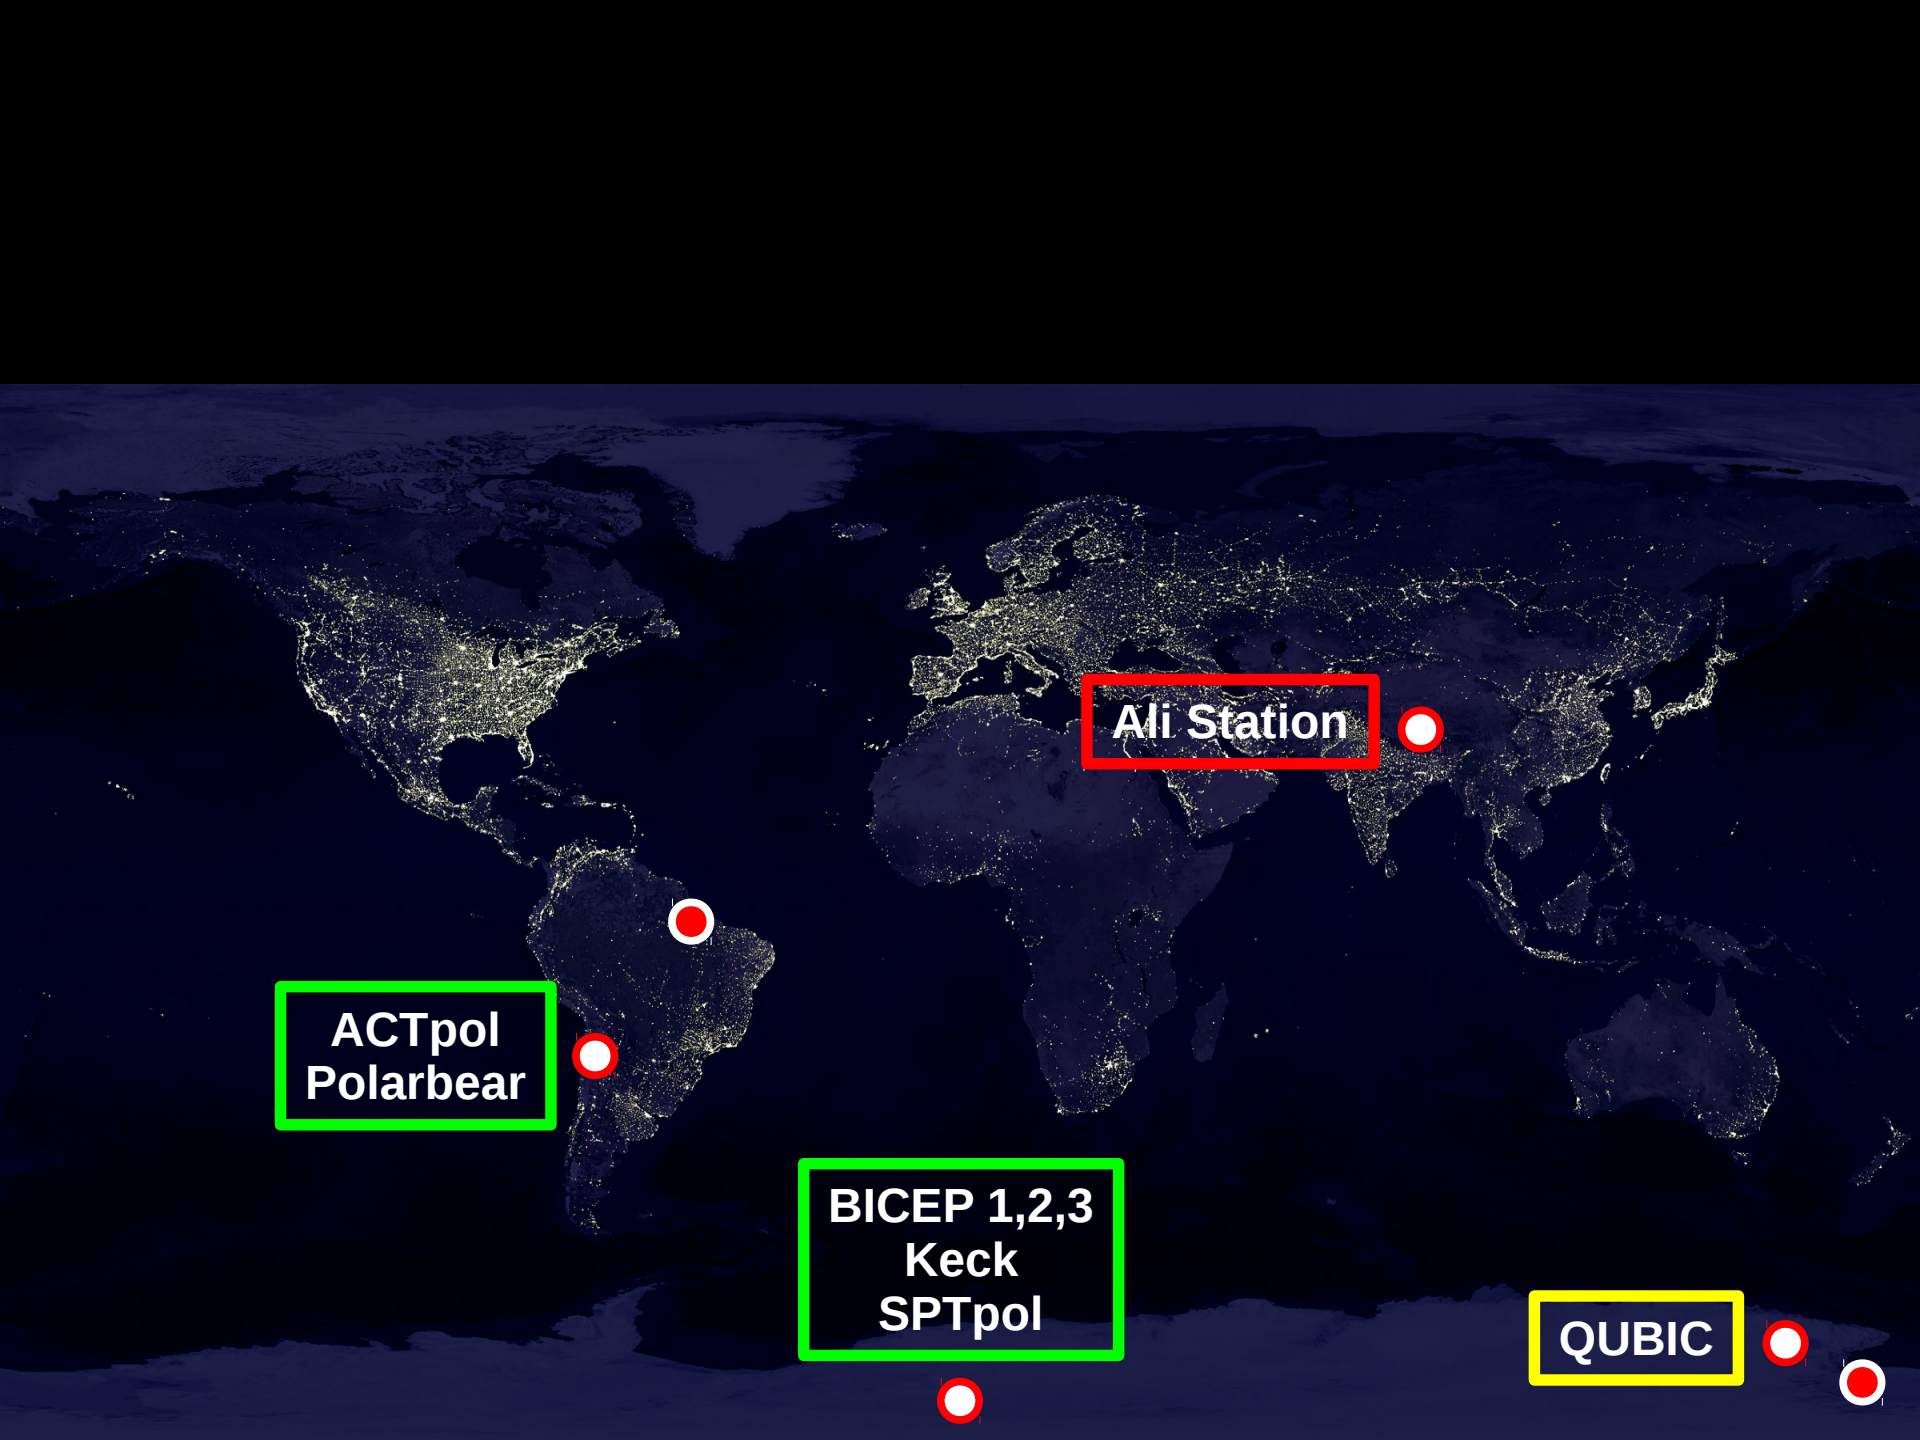 Ali Station
ACTpol
Polarbear
BICEP 1,2,3
Keck
SPTpol
QUBIC